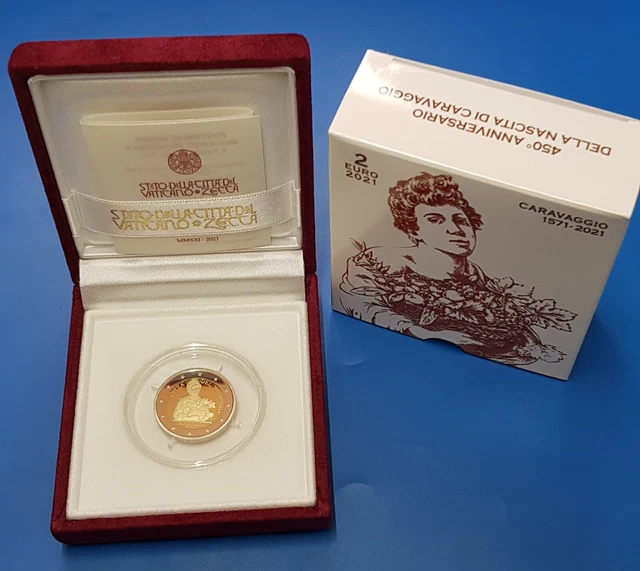 STATO DELLA CITTÀ DEL
VATICANO ZECCA
STATO DELLA CITTÀ DEL
VATICANO ZECCA
MMXXI - 2021
450° ANNIVERSARIO
DELLA NASCITA DI CARAVAGGIO
2
EURO
2021
CARAVAGGIO
1571-2021